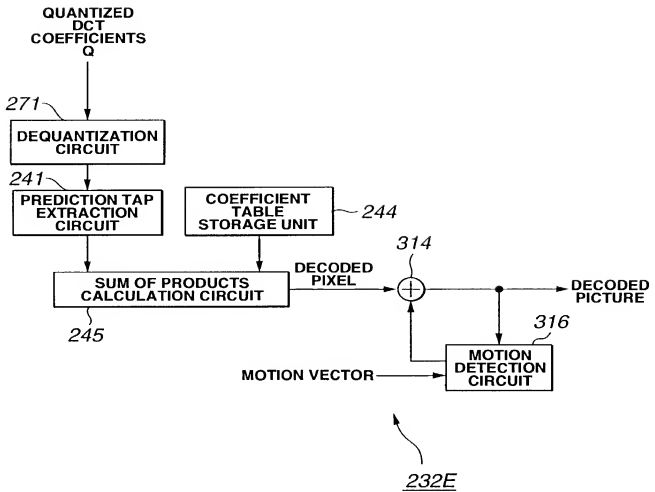 QUANTIZED
DCT
COEFFICIENTS
Q
271
DEQUANTIZATION
CIRCUIT
241
PREDICTION TAP
EXTRACTION
CIRCUIT
COEFFICIENT
TABLE
STORAGE UNIT
244
SUM OF PRODUCTS
CALCULATION CIRCUIT
245
DECODED
PIXEL
314
DECODED
PICTURE
316
MOTION
DETECTION
CIRCUIT
MOTION VECTOR
232E